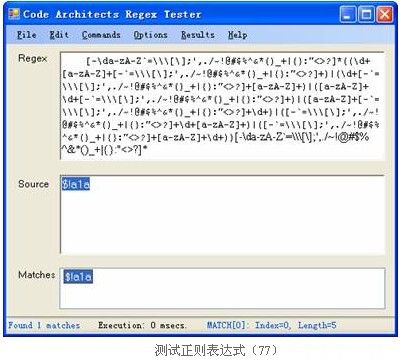 Code Architects Regex Tester
File Edit Commands Options Results Help
Regex
[-\da-zA-Z`=\\\[\];',./~!@#$%^&*()_+|{}:"<>?]*((\d+
[a-zA-Z]+[-`=\\\[\];',./~!@#$%^&*()_+|{}:"<>?]+)|(\d+[-`=
\\\[\];',./~!@#$%^&*()_+|{}:"<>?]+[a-zA-Z]+)|([a-zA-Z]+
\d+[-`=\\\[\];',./~!@#$%^&*()_+|{}:"<>?]+)|([a-zA-Z]+[-`=
\\\[\];',./~!@#$%^&*()_+|{}:"<>?]+\d+)|([-`=\\\[\];',./~!@#$%
^&*()_+|{}:"<>?]+\d+[a-zA-Z]+)|([-`=\\\[\];',./~!@#$%
^&*()_+|{}:"<>?]+[a-zA-Z]+\d+))[-\da-zA-Z`=\\\[\];',./~!@#$%
^&*()_+|{}:"<>?]*
Source
$!a1a
Matches
$!a1a
Found 1 matches Execution: 0 msecs. MATCH[0]: Index=0, Length=5
测试正则表达式（77）